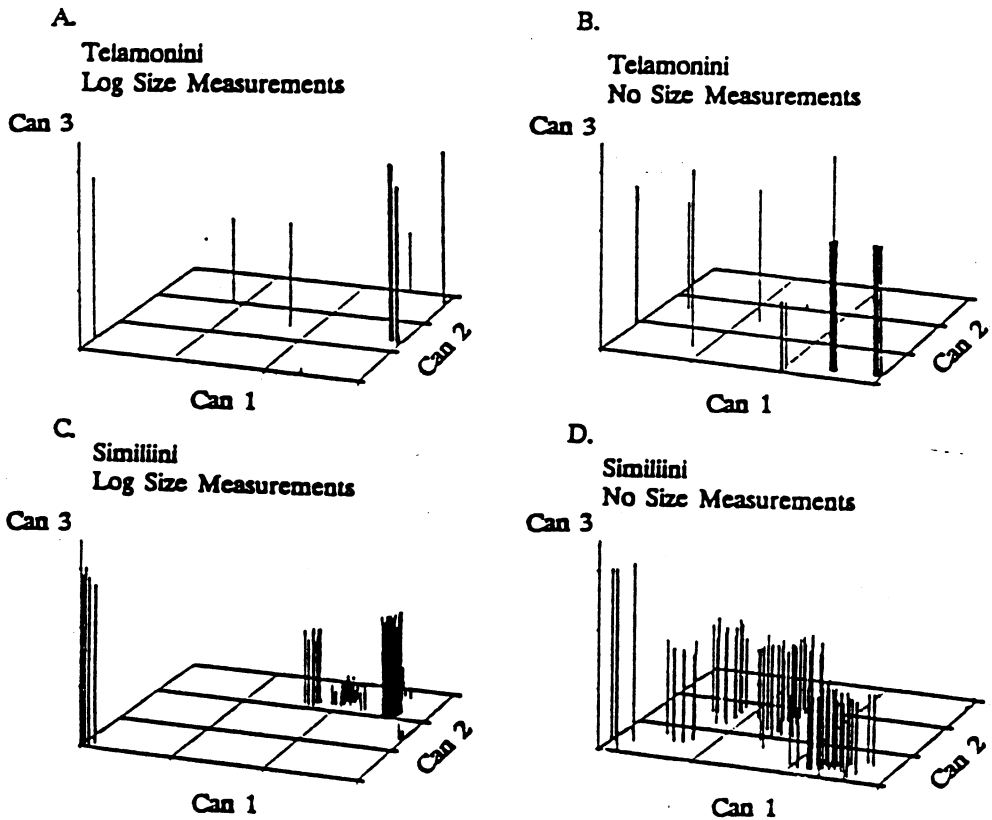 A.
Telamonini
Log Size Measurements
Can 3
Can 2
Can 1
B.
Telamonini
No Size Measurements
Can 3
Can 2
Can 1
C.
Similiini
Log Size Measurements
Can 3
Can 2
Can 1
D.
Similiini
No Size Measurements
Can 3
Can 2
Can 1